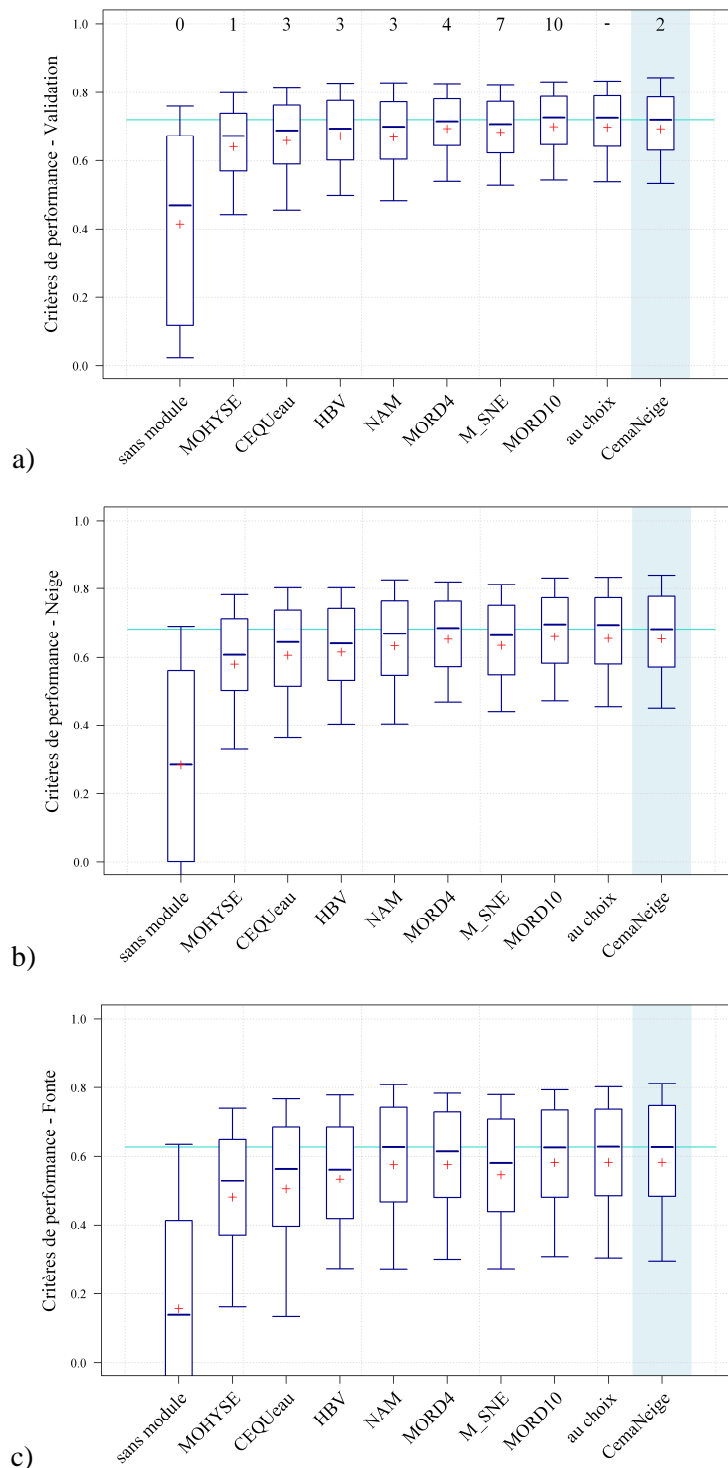 0 1 3 3 3 4 7 10 - 2
Critères de performance - Validation
1.0
0.8
0.6
0.4
0.2
0.0
sans module
MOHYSE
CEQUeau
HBV
NAM
MORD4
M_SNE
MORD10
au choix
CemaNeige
a)
Critères de performance - Neige
1.0
0.8
0.6
0.4
0.2
0.0
sans module
MOHYSE
CEQUeau
HBV
NAM
MORD4
M_SNE
MORD10
au choix
CemaNeige
b)
Critères de performance - Fonte
1.0
0.8
0.6
0.4
0.2
0.0
sans module
MOHYSE
CEQUeau
HBV
NAM
MORD4
M_SNE
MORD10
au choix
CemaNeige
c)